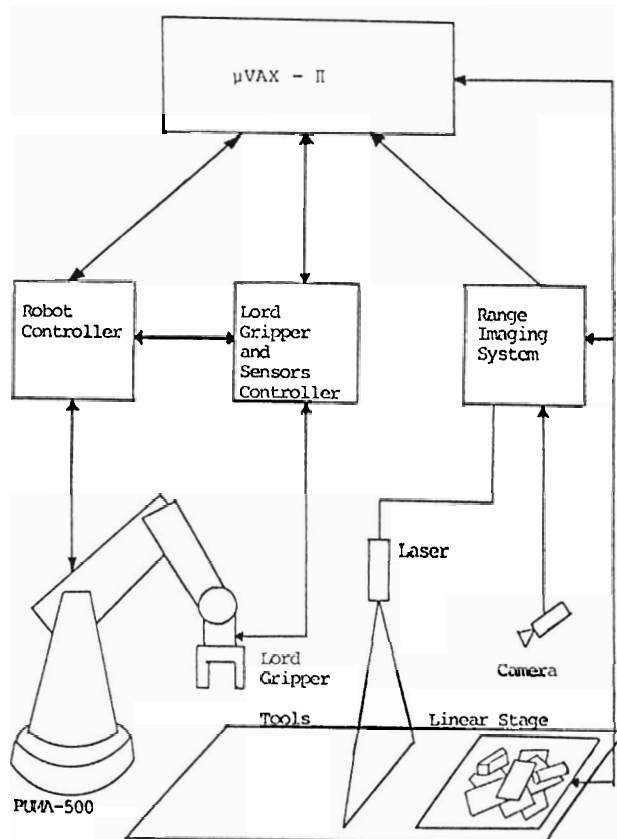 µVAX - II
Robot
Controller
Lord
Gripper
and
Sensors
Controller
Range
Imaging
System
Laser
Camera
Lord
Gripper
Tools
Linear Stage
PUMA-500